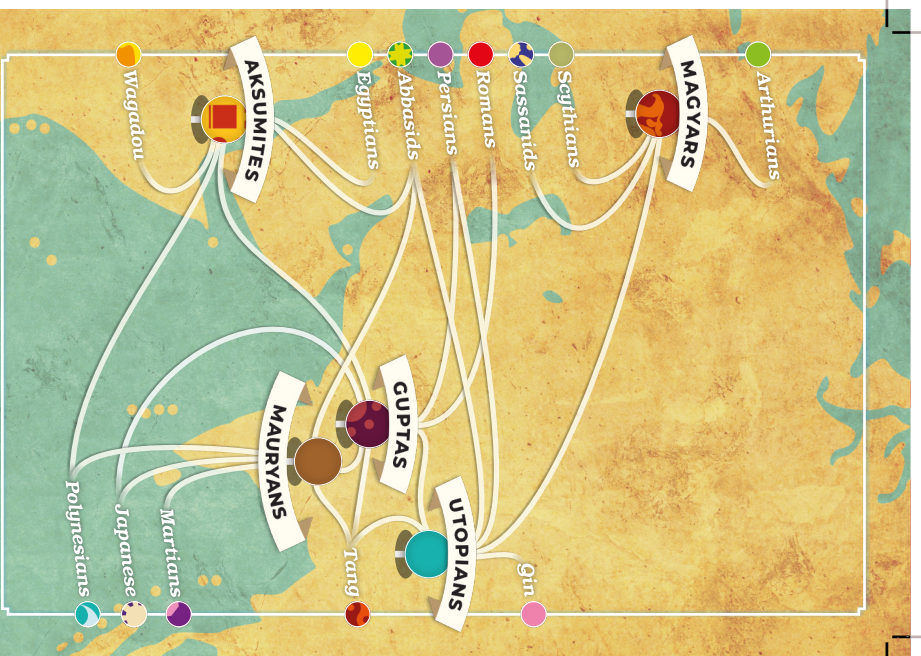 Arthurians
MAGYARS
Scythians
Sassanids
Romans
Persians
Abbasids
Egyptians
AKSUMITES
Wagadou
GUPTAS
MAURYANS
UTOPIANS
Qin
Tang
Martians
Japanese
Polynesians